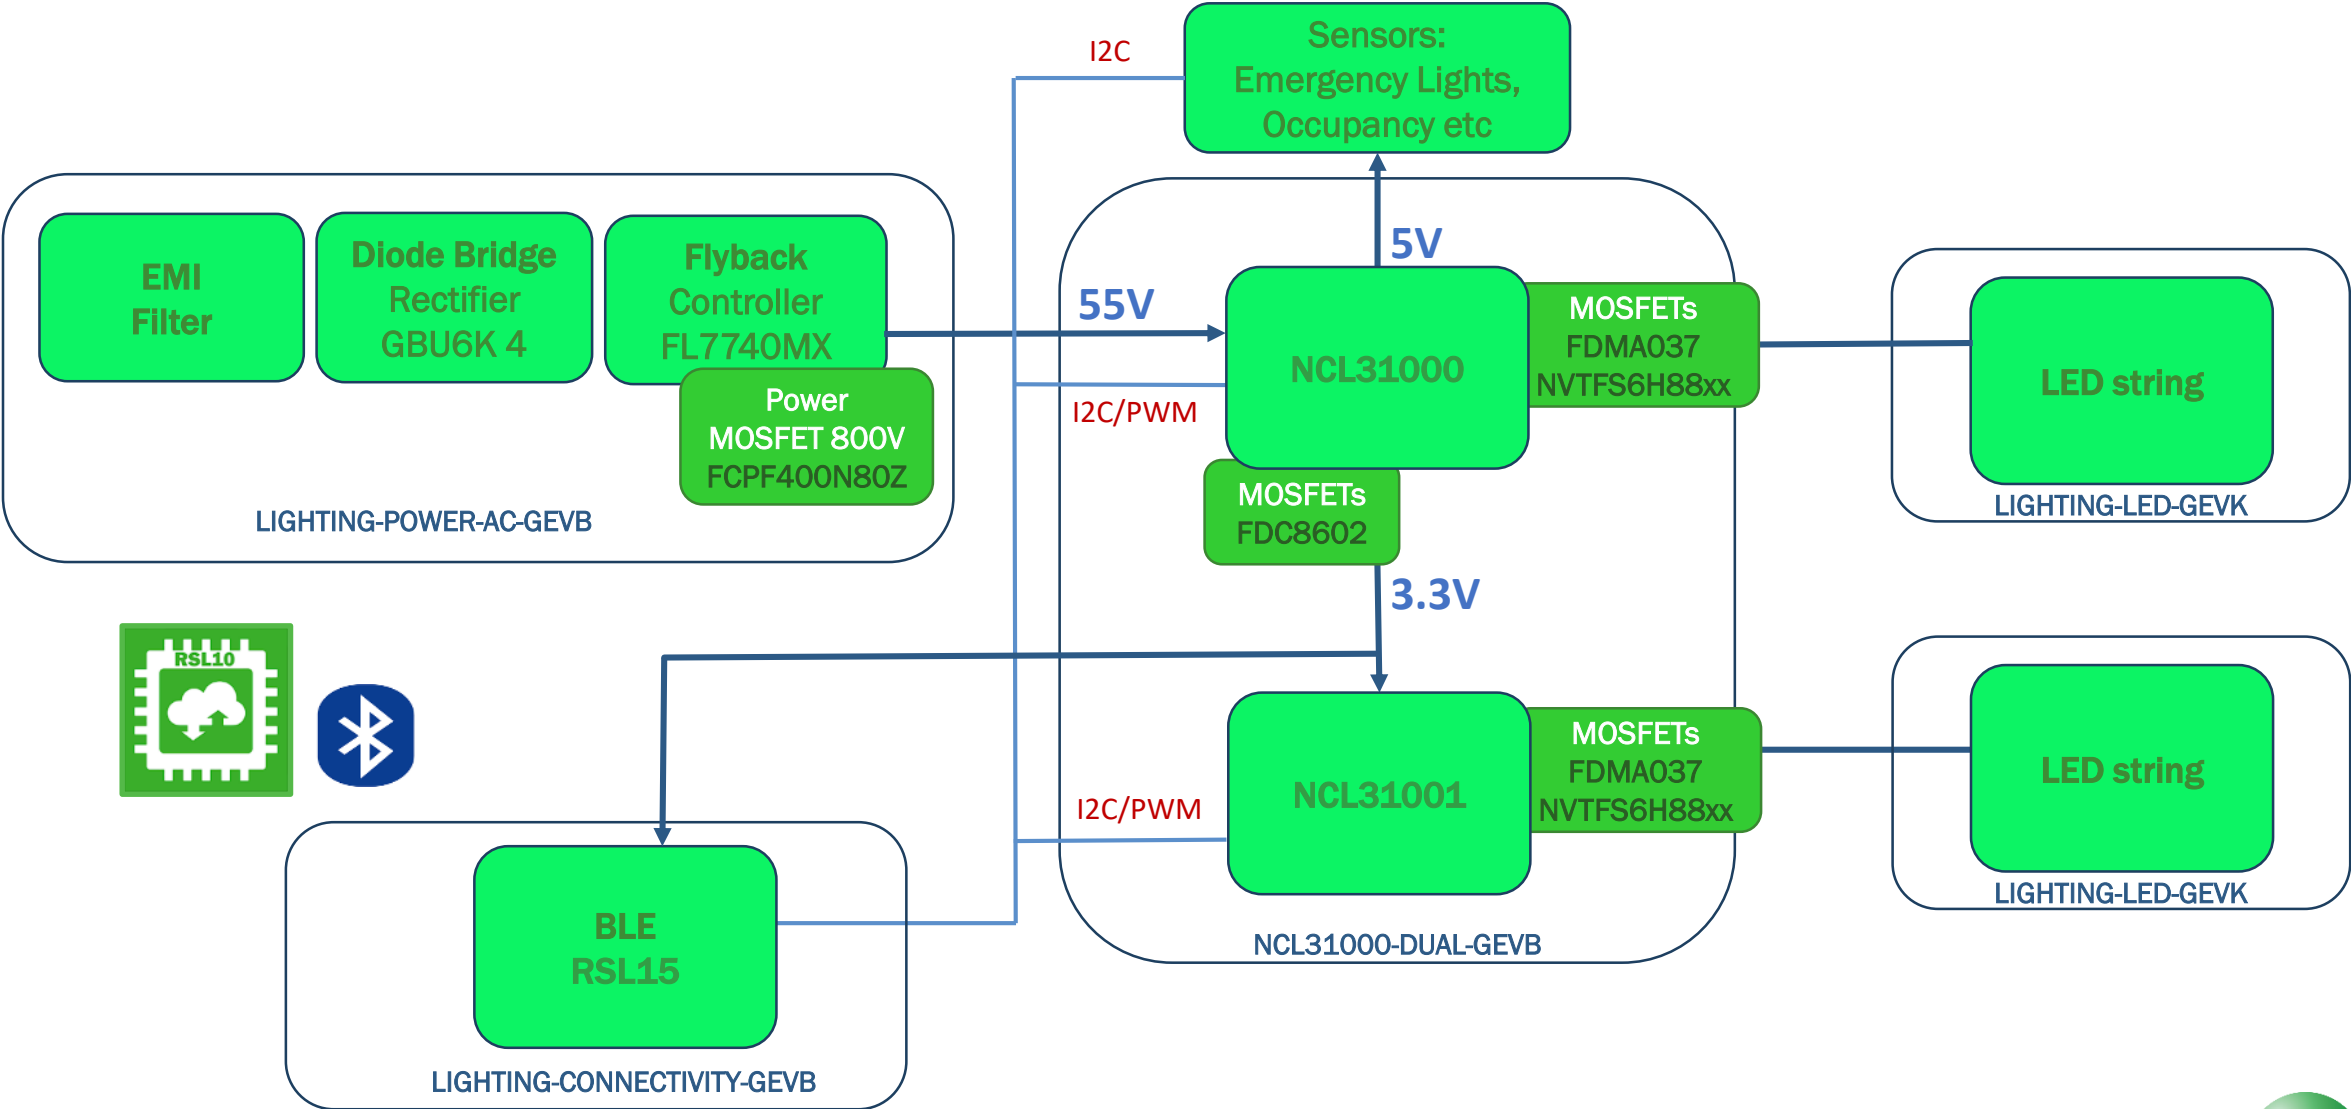 I2C
Sensors:
Emergency Lights,
Occupancy etc
EMI
Filter
Diode Bridge
Rectifier
GBU6K 4
Flyback
Controller
FL7740MX
Power
MOSFET 800V
FCPF400N80Z
LIGHTING-POWER-AC-GEVB
55V
5V
I2C/PWM
NCL31000
MOSFETs
FDMA037
NVTFS6H88xx
LED string
LIGHTING-LED-GEVK
MOSFETs
FDC8602
3.3V
RSL10
I2C/PWM
NCL31001
MOSFETs
FDMA037
NVTFS6H88xx
LED string
LIGHTING-LED-GEVK
NCL31000-DUAL-GEVB
BLE
RSL15
LIGHTING-CONNECTIVITY-GEVB